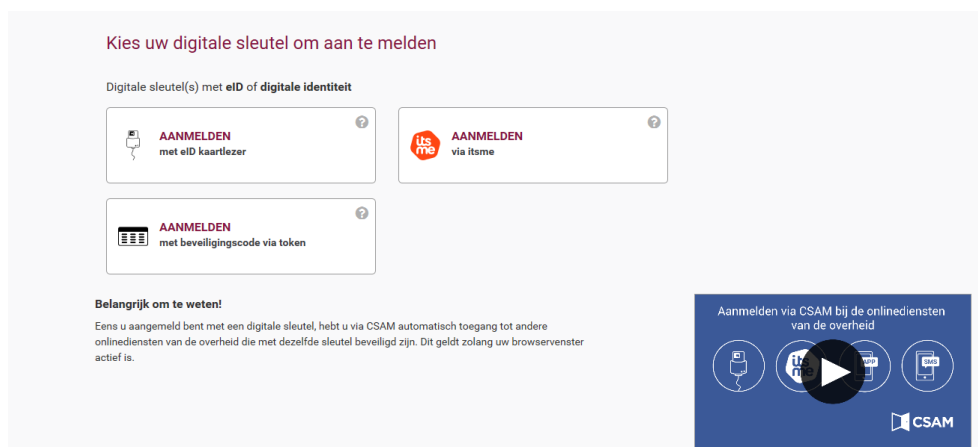 Kies uw digitale sleutel om aan te melden
Digitale sleutel(s) met eID of digitale identiteit
AANMELDEN
met eID kaartlezer
?
its
me
AANMELDEN
via itsme
?
AANMELDEN
met beveiligingscode via token
?
Belangrijk om te weten!
Eens u aangemeld bent met een digitale sleutel, hebt u via CSAM automatisch toegang tot andere
onlinediensten van de overheid die met dezelfde sleutel beveiligd zijn. Dit geldt zolang uw browservenster
actief is.
Aanmelden via CSAM bij de onlinediensten
van de overheid
its
me
APP
SMS
CSAM